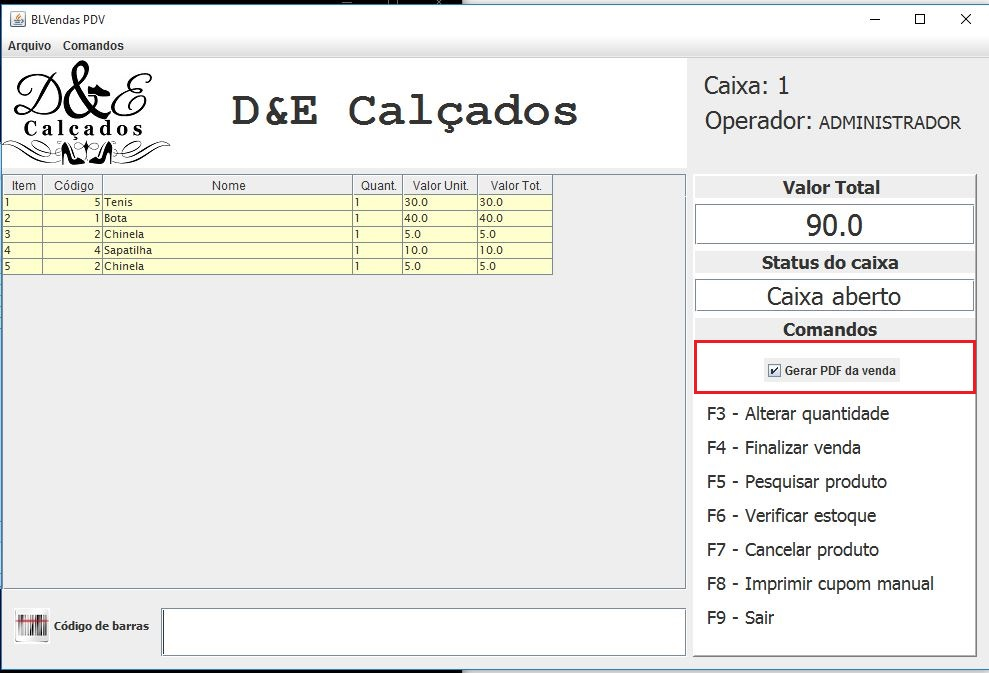 BLVendas PDV
Arquivo Comandos
D&E
Calçados
D&E Calçados
Caixa: 1
Operador: ADMINISTRADOR
Item Código Nome Quant. Valor Unit. Valor Tot.
1 5 Tenis 1 30.0 30.0
2 1 Bota 1 40.0 40.0
3 2 Chinela 1 5.0 5.0
4 4 Sapatilha 1 10.0 10.0
5 2 Chinela 1 5.0 5.0
Valor Total
90.0
Status do caixa
Caixa aberto
Comandos
Gerar PDF da venda
F3 - Alterar quantidade
F4 - Finalizar venda
F5 - Pesquisar produto
F6 - Verificar estoque
F7 - Cancelar produto
F8 - Imprimir cupom manual
F9 - Sair
Código de barras